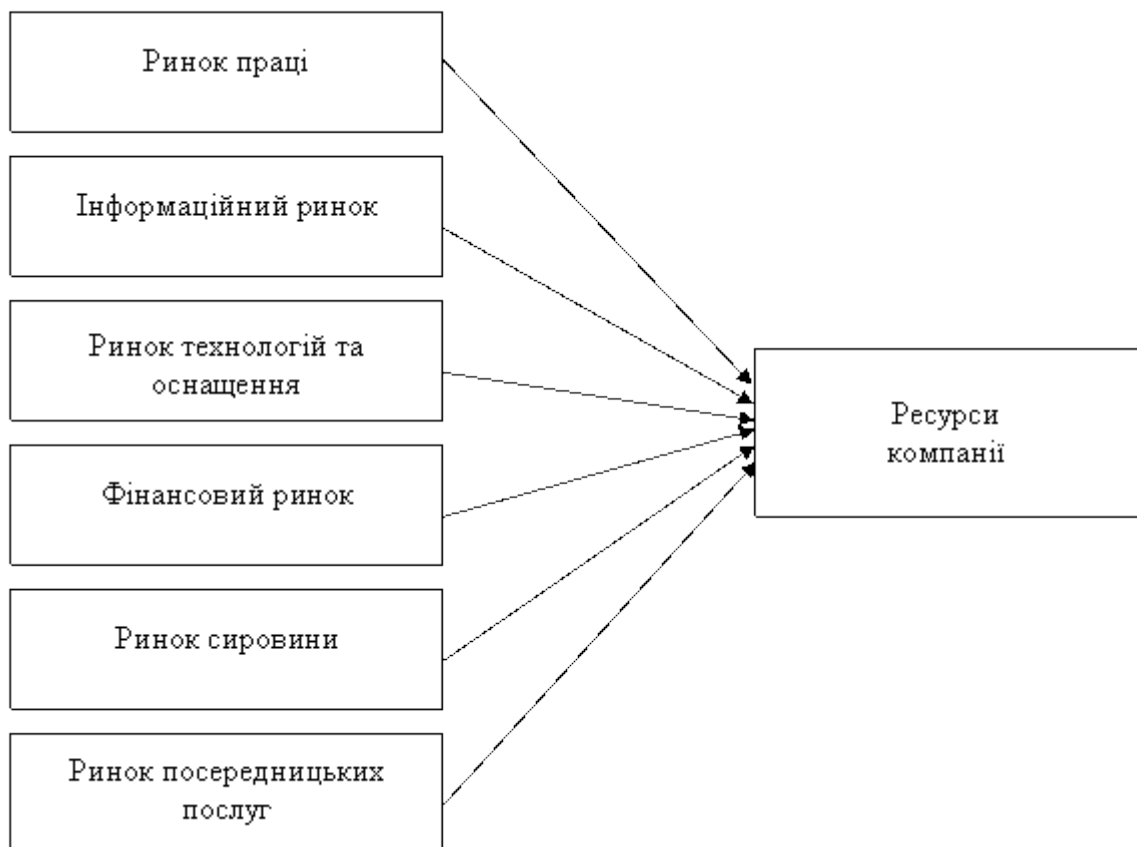 Ринок праці
Інформаційний ринок
Ринок технологій та
оснащення
Фінансовий ринок
Ринок сировини
Ринок посередницьких
послуг
Ресурси
компанії